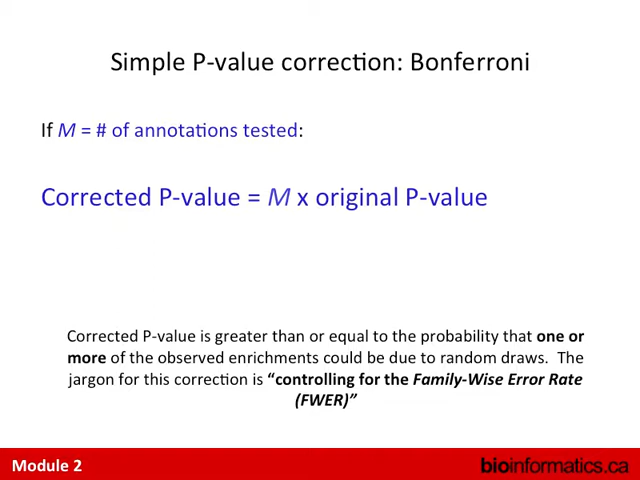 Simple P-value correction: Bonferroni
If M = # of annotations tested:
Corrected P-value = M x original P-value
Corrected P-value is greater than or equal to the probability that one or
more of the observed enrichments could be due to random draws. The
jargon for this correction is “controlling for the Family-Wise Error Rate
(FWER)”
Module 2
bioinformatics.ca